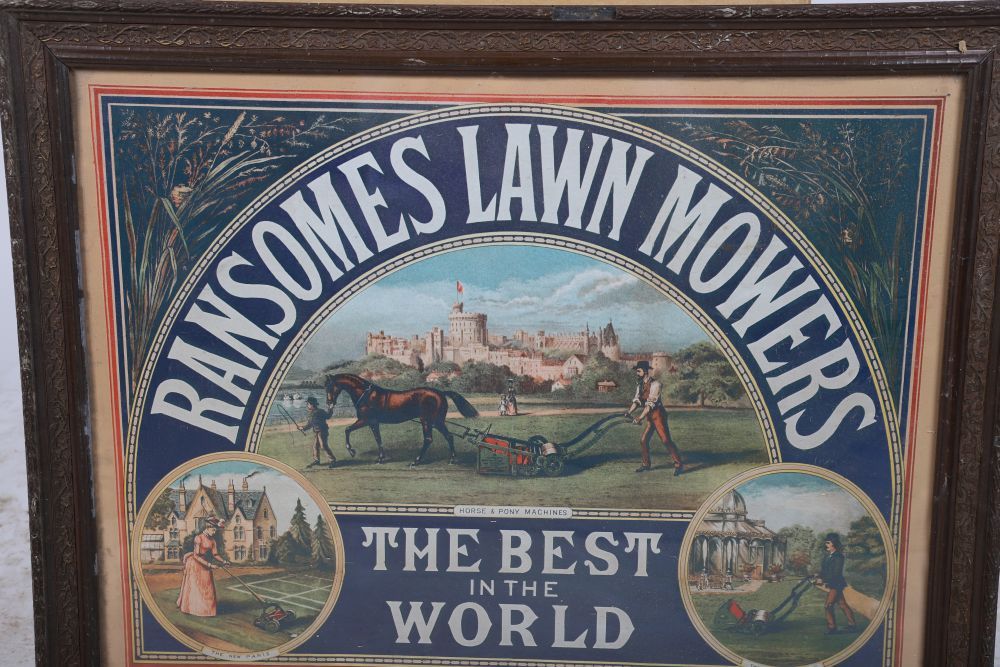 RANSOMES LAWN MOWERS
HORSE & PONY MACHINES
THE BEST
IN THE
WORLD
THE NEW PARIS